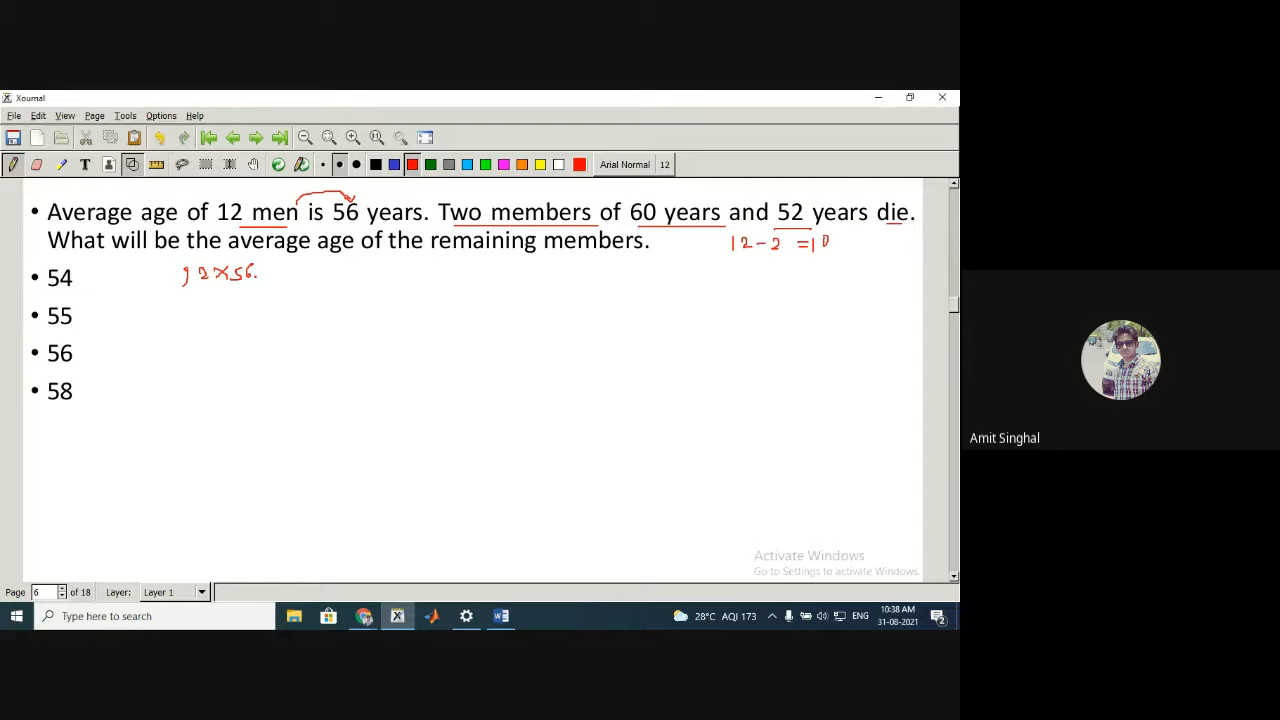 Xournal
File Edit View Page Tools Options Help
T Arial Normal 12
• Average age of 12 men is 56 years. Two members of 60 years and 52 years die.
What will be the average age of the remaining members.
12-2 =10
• 54
12×56.
• 55
• 56
• 58
Amit Singhal
Activate Windows
Go to Settings to activate Windows.
Page 6 of 18 Layer: Layer 1
Type here to search
28°C AQI 173
ENG
10:38 AM
31-08-2021
2